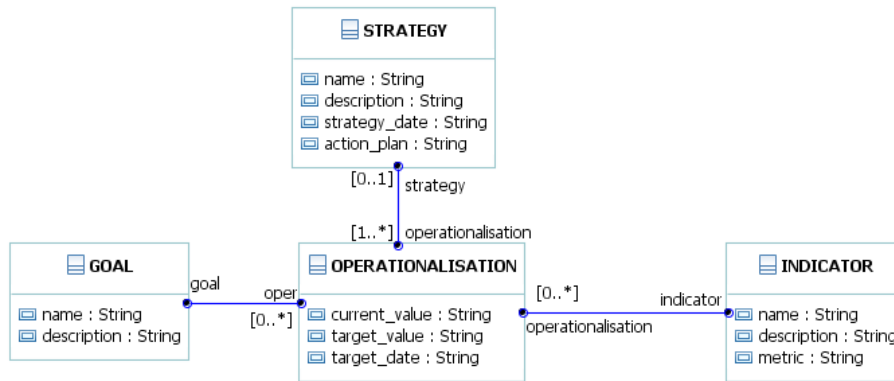 STRATEGY
name : String
description : String
strategy_date : String
action_plan : String
[0..1]
strategy
[1..*]
operationalisation
GOAL
name : String
description : String
goal
oper
[0..*]
OPERATIONALISATION
current_value : String
target_value : String
target_date : String
[0..*]
operationalisation
indicator
INDICATOR
name : String
description : String
metric : String